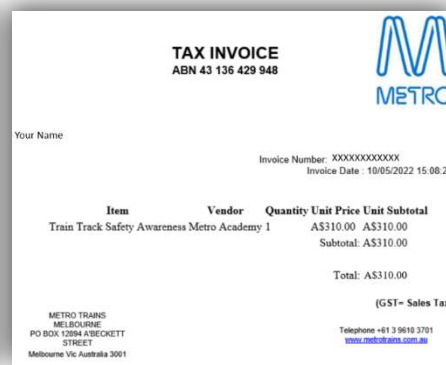 TAX INVOICE
ABN 43 136 429 948
METRO
Your Name
Invoice Number: XXXXXXXXXXXX
Invoice Date : 10/05/2022 15:08:2
Item Vendor Quantity Unit Price Unit Subtotal
Train Track Safety Awareness Metro Academy 1 A$310.00 A$310.00
Subtotal: A$310.00
Total: A$310.00
(GST= Sales Tax
METRO TRAINS
MELBOURNE
PO BOX 12894 A'BECKETT
STREET
Melbourne Vic Australia 3001
Telephone +61 3 9610 3701
www.metrotrains.com.au